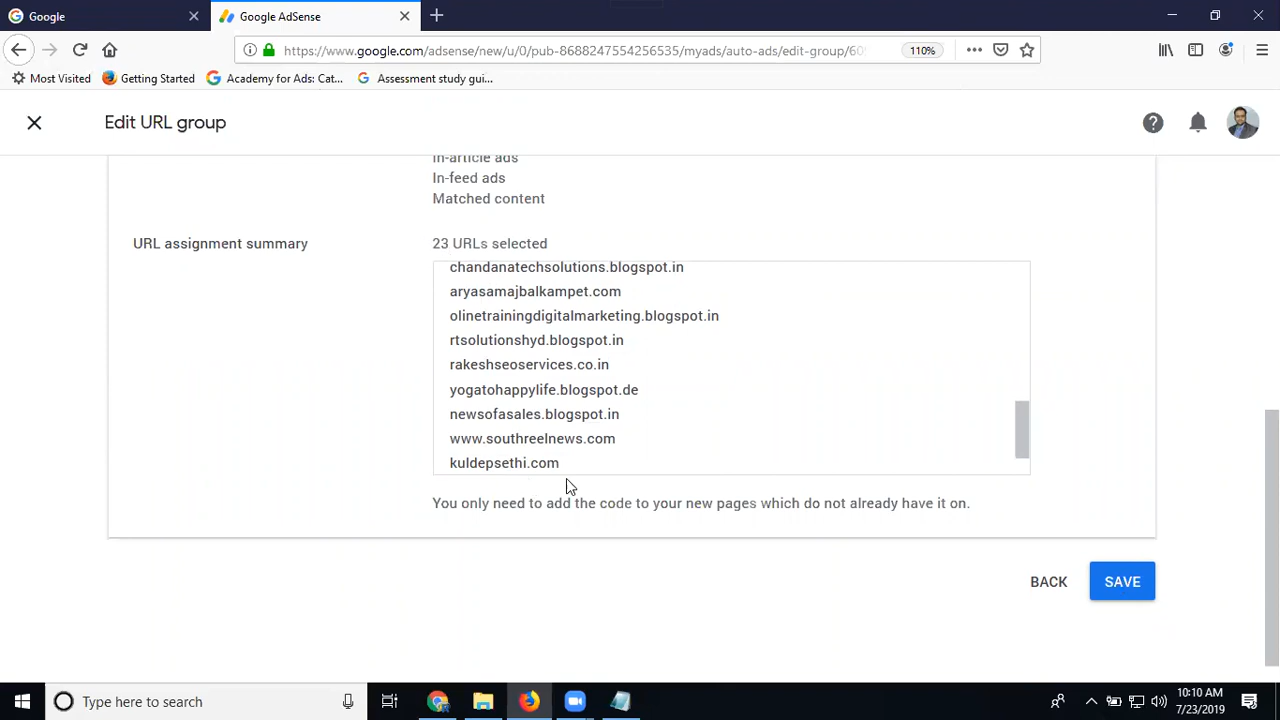 Google
Google AdSense
https://www.google.com/adsense/new/u/0/pub-8688247554256535/myads/auto-ads/edit-group/60
110%
Most Visited
Getting Started
Academy for Ads: Cat...
Assessment study gui...
Edit URL group
In-article ads
In-feed ads
Matched content
URL assignment summary
23 URLs selected
chandanatechsolutions.blogspot.in
aryasamajbalkampet.com
olinetrainingdigitalmarketing.blogspot.in
rtsolutionshyd.blogspot.in
rakeshseoservices.co.in
yogatohappylife.blogspot.de
newsofasales.blogspot.in
www.southreelnews.com
kuldepsethi.com
You only need to add the code to your new pages which do not already have it on.
BACK
SAVE
Type here to search
10:10 AM
7/23/2019